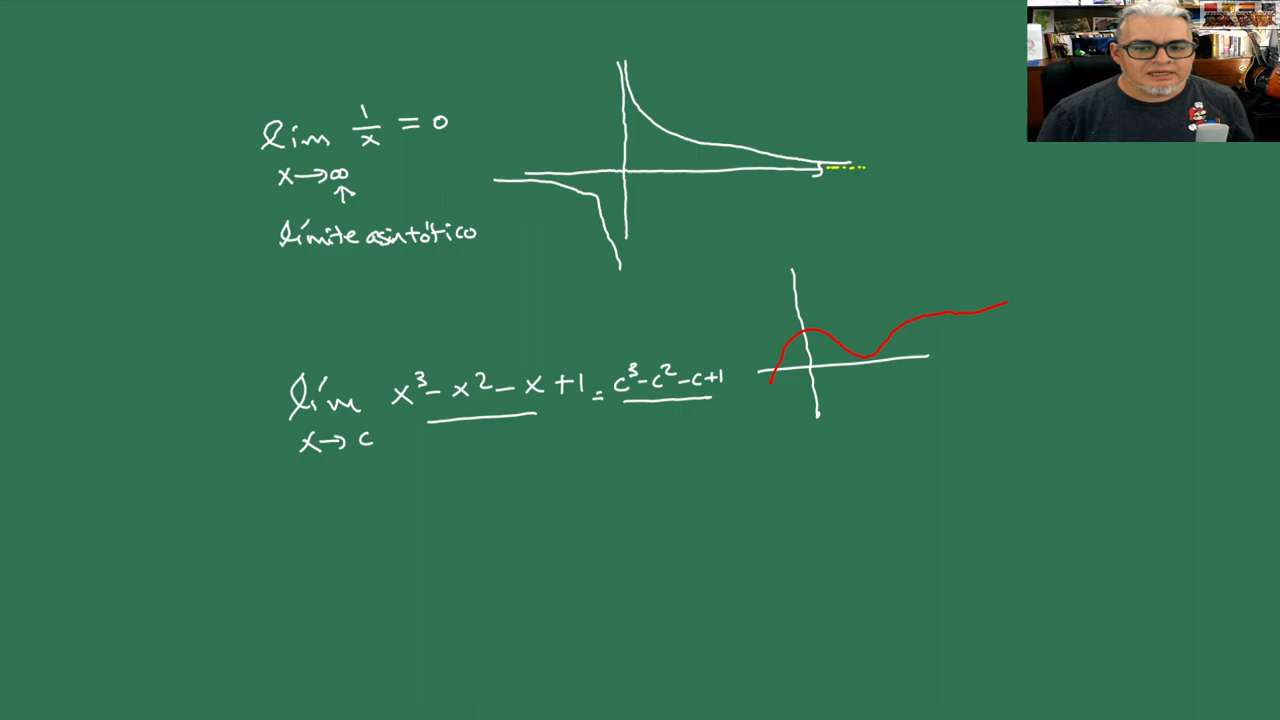 lim 1/x = 0
x→∞
↑
límite asintótico
lím x³ - x² - x + 1 = c³ - c² - c + 1
x→c